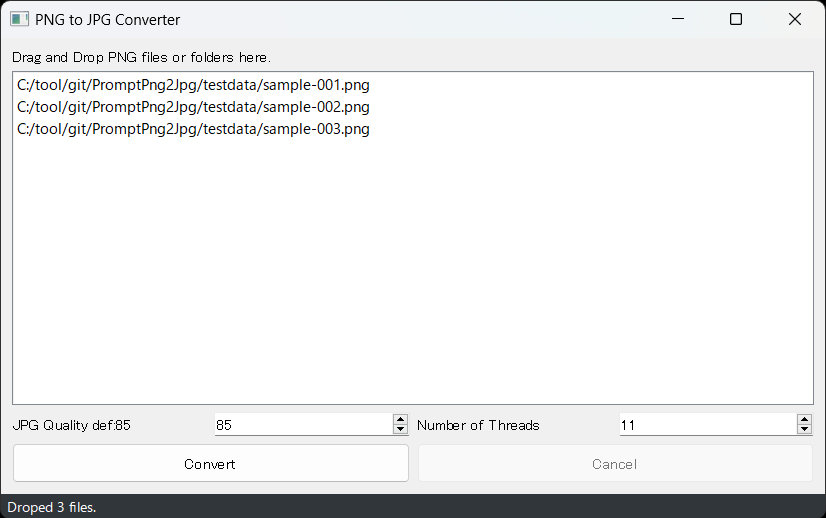 PNG to JPG Converter
Drag and Drop PNG files or folders here.
C:/tool/git/PromptPng2Jpg/testdata/sample-001.png
C:/tool/git/PromptPng2Jpg/testdata/sample-002.png
C:/tool/git/PromptPng2Jpg/testdata/sample-003.png
JPG Quality def:85 85 Number of Threads 11
Convert Cancel
Droped 3 files.